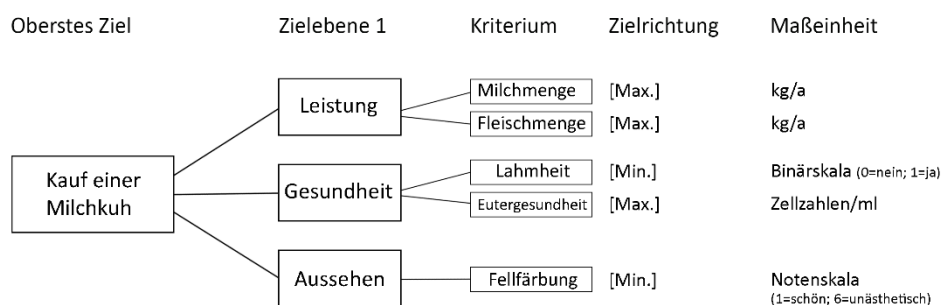 Oberstes Ziel Zielebene 1 Kriterium Zielrichtung Maßeinheit
Leistung
Milchmenge [Max.] kg/a
Fleischmenge [Max.] kg/a
Kauf einer
Milchkuh
Gesundheit
Lahmheit [Min.] Binärskala (0=nein; 1=ja)
Eutergesundheit [Max.] Zellzahlen/ml
Aussehen
Fellfärbung [Min.] Notenskala
(1=schön; 6=unästhetisch)